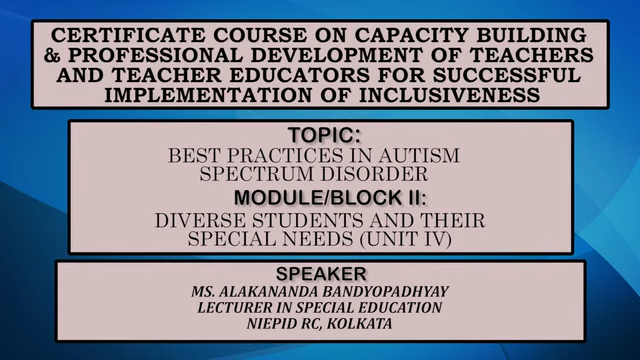 CERTIFICATE COURSE ON CAPACITY BUILDING
& PROFESSIONAL DEVELOPMENT OF TEACHERS
AND TEACHER EDUCATORS FOR SUCCESSFUL
IMPLEMENTATION OF INCLUSIVENESS
TOPIC:
BEST PRACTICES IN AUTISM
SPECTRUM DISORDER
MODULE/BLOCK II:
DIVERSE STUDENTS AND THEIR
SPECIAL NEEDS (UNIT IV)
SPEAKER
MS. ALAKANANDA BANDYOPADHYAY
LECTURER IN SPECIAL EDUCATION
NIEPID RC, KOLKATA